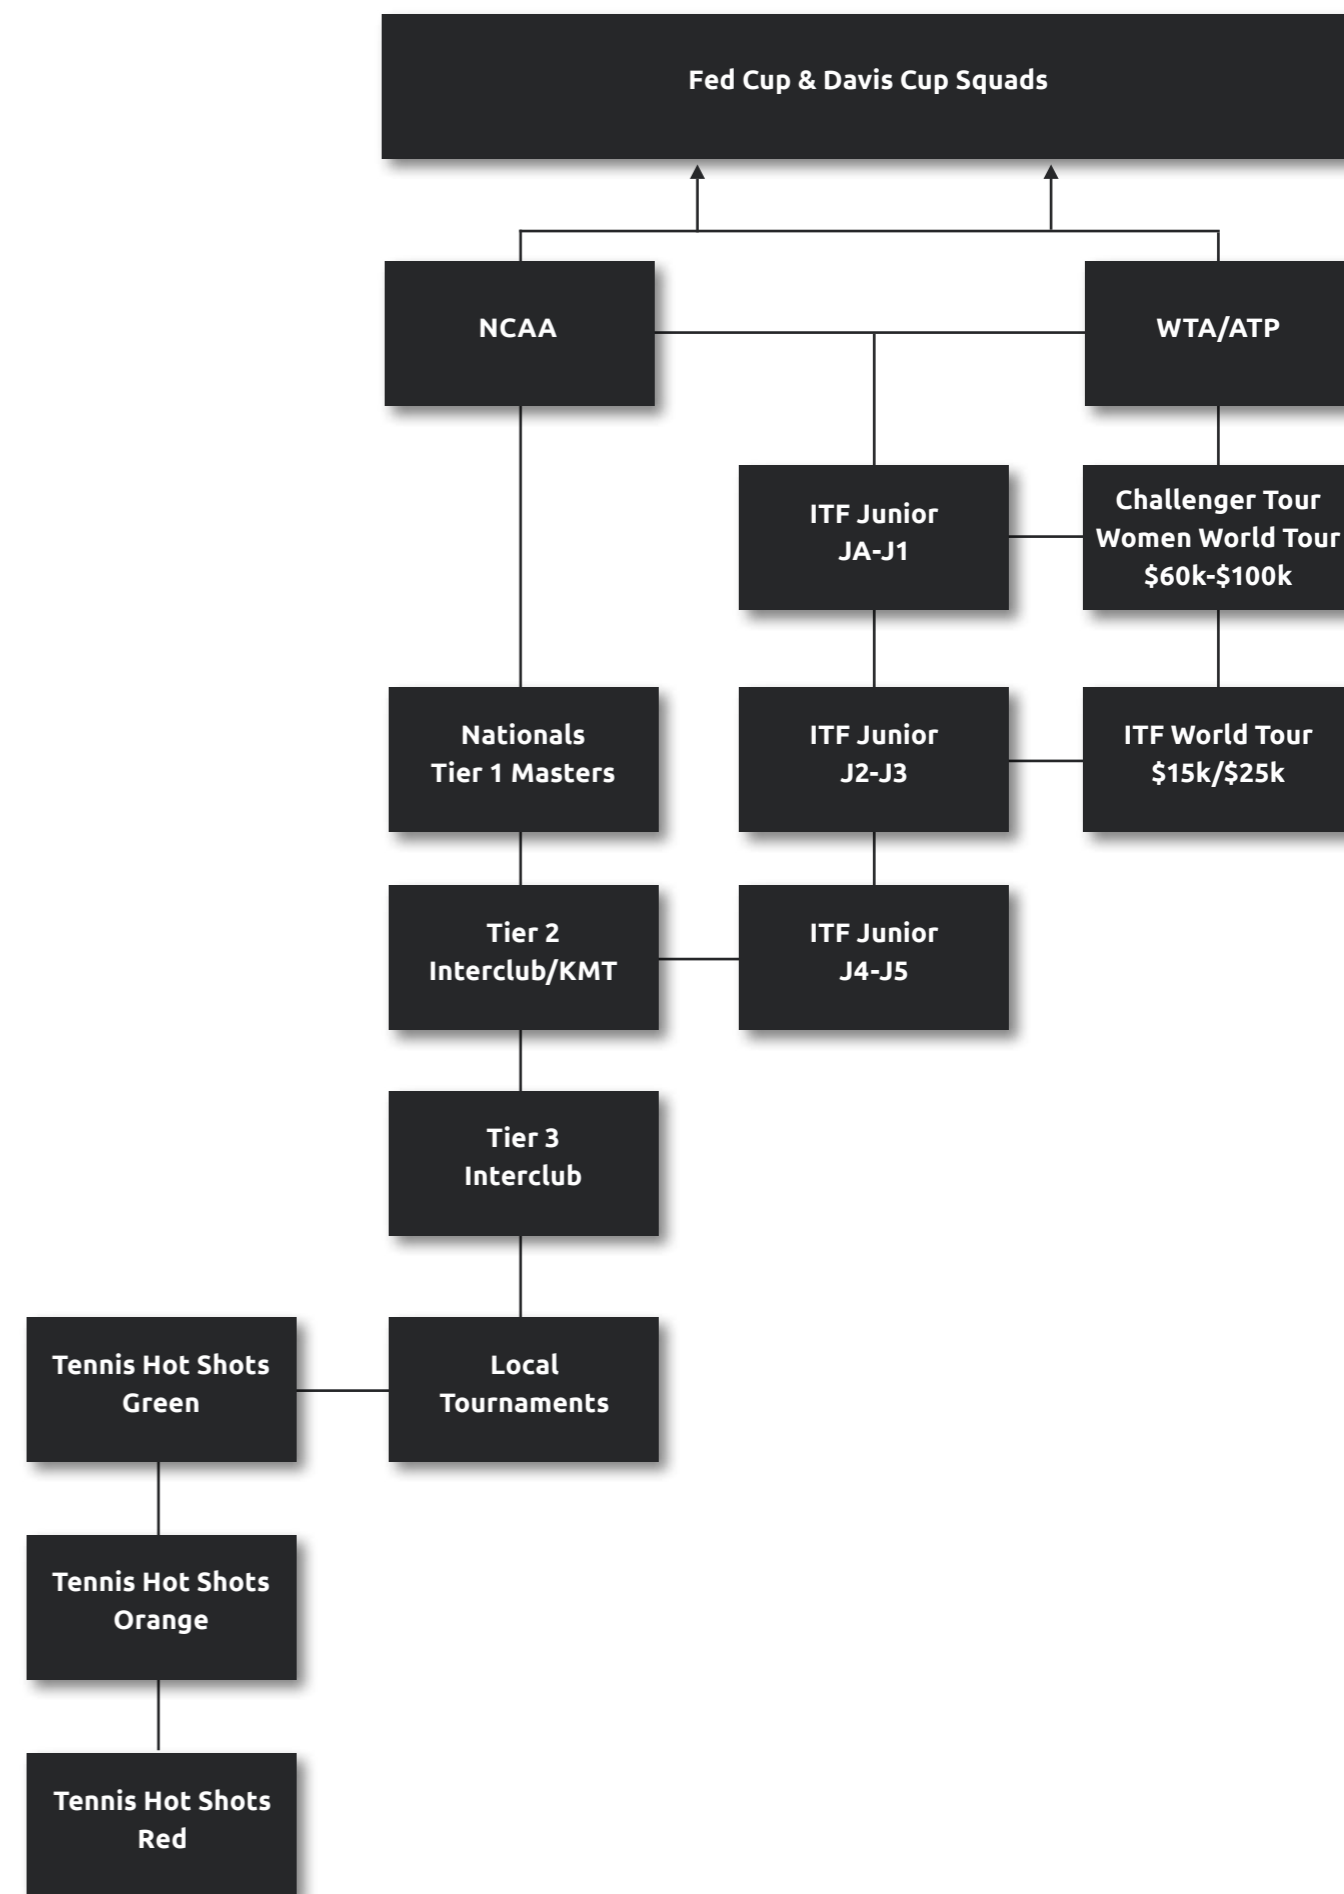 Fed Cup & Davis Cup Squads
NCAA
WTA/ATP
ITF Junior
JA-J1
Challenger Tour
Women World Tour
$60k-$100k
Nationals
Tier 1 Masters
ITF Junior
J2-J3
ITF World Tour
$15k/$25k
Tier 2
Interclub/KMT
ITF Junior
J4-J5
Tier 3
Interclub
Tennis Hot Shots
Green
Local
Tournaments
Tennis Hot Shots
Orange
Tennis Hot Shots
Red